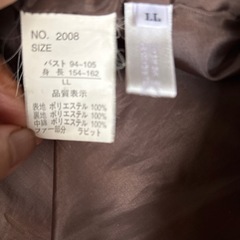 NO. 2008
SIZE
バスト 94-105
身 長 154-162
LL
品質表示
表地 ポリエステル 100%
裏地 ポリエステル 100%
中綿 ポリエステル 100%
ファー部分 ラビット
LL